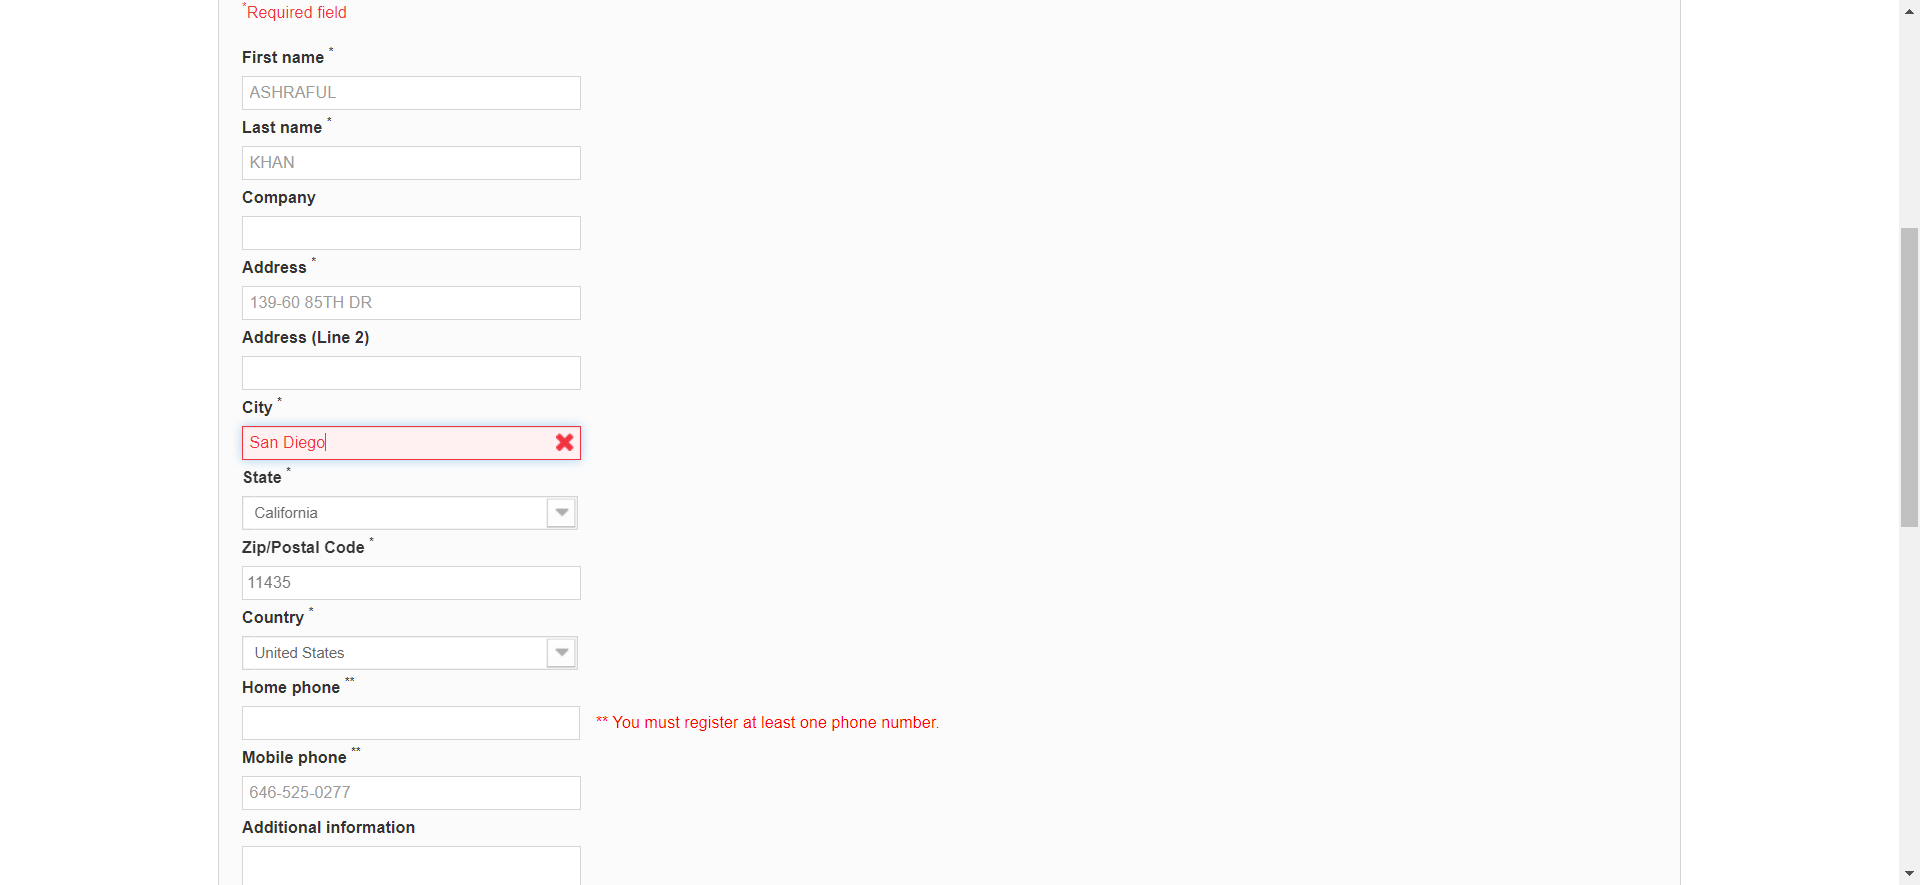 *Required field
First name *
ASHRAFUL
Last name *
KHAN
Company
Address *
139-60 85TH DR
Address (Line 2)
City *
San Diego
State *
California
Zip/Postal Code *
11435
Country *
United States
Home phone **
** You must register at least one phone number.
Mobile phone **
646-525-0277
Additional information